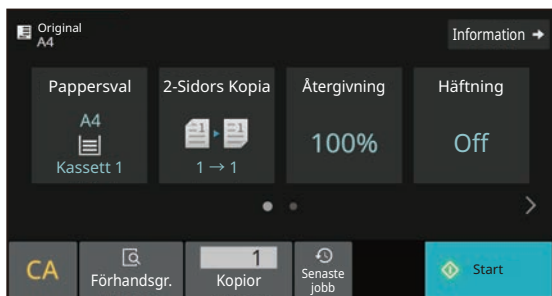 Original
A4
Information
Pappersval
2-Sidors Kopia
Återgivning
Häftning
A4
Kassett 1
1 → 1
100%
Off
CA
Förhandsgr.
1
Kopior
Senaste
jobb
Start